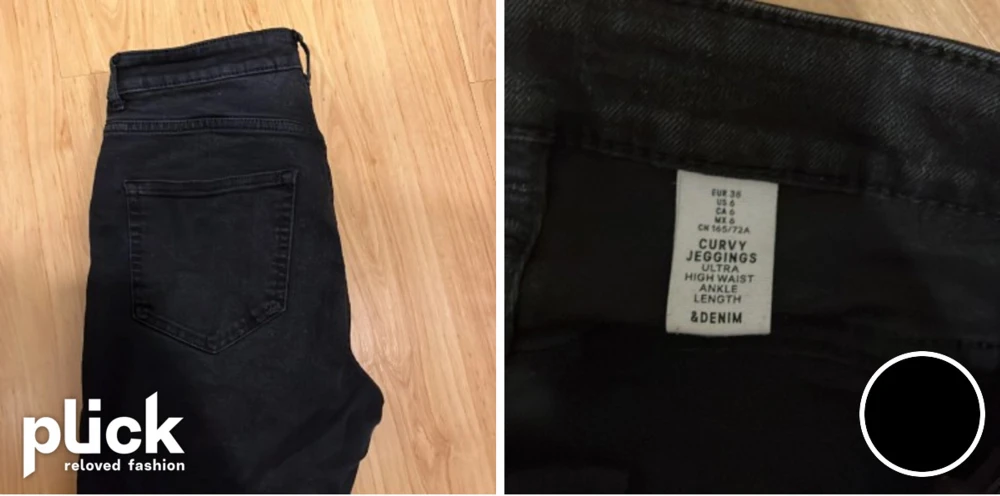 plick
reloved fashion
EUR 36
US 6
CA 6
MX 6
CN 165/72A
CURVY
JEGGINGS
ULTRA
HIGH WAIST
ANKLE
LENGTH
&DENIM